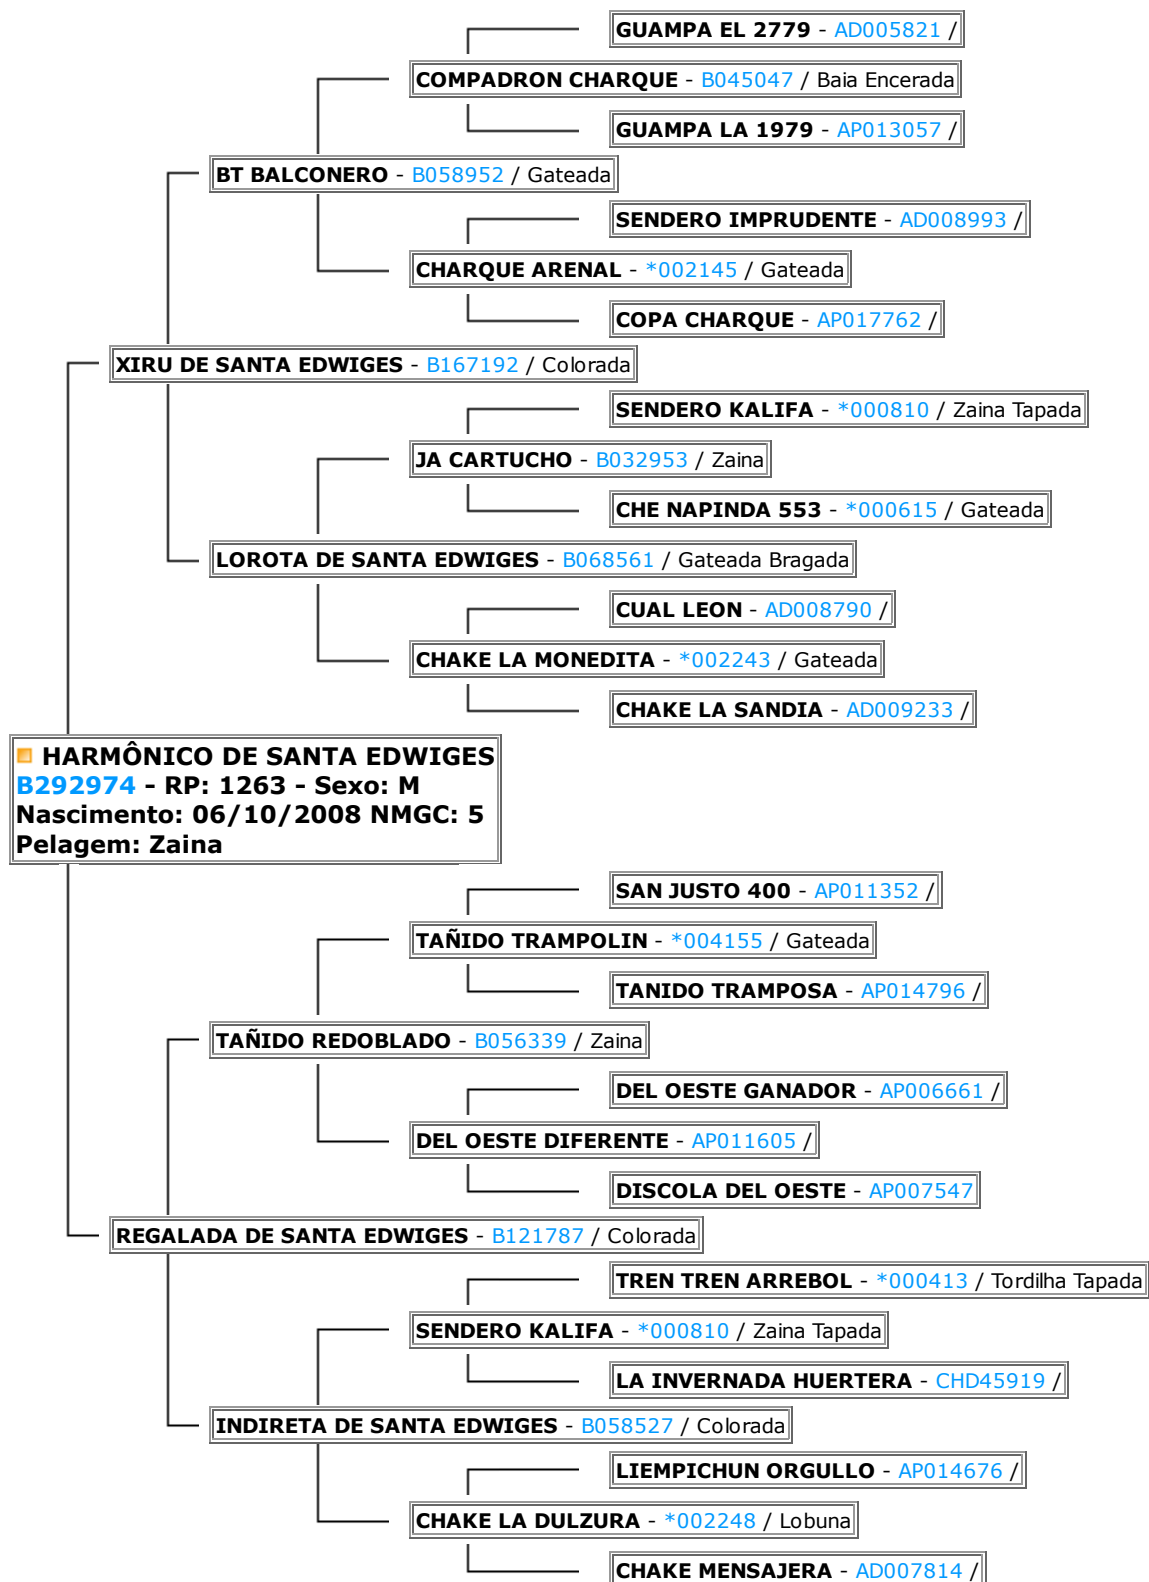 GUAMPA EL 2779 - AD005821 /
COMPADRON CHARQUE - B045047 / Baia Encerada
GUAMPA LA 1979 - AP013057 /
BT BALCONERO - B058952 / Gateada
SENDERO IMPRUDENTE - AD008993 /
CHARQUE ARENAL - *002145 / Gateada
COPA CHARQUE - AP017762 /
XIRU DE SANTA EDWIGES - B167192 / Colorada
SENDERO KALIFA - *000810 / Zaina Tapada
JA CARTUCHO - B032953 / Zaina
CHE NAPINDA 553 - *000615 / Gateada
LOROTA DE SANTA EDWIGES - B068561 / Gateada Bragada
CUAL LEON - AD008790 /
CHAKE LA MONEDITA - *002243 / Gateada
CHAKE LA SANDIA - AD009233 /
HARMÔNICO DE SANTA EDWIGES
B292974 - RP: 1263 - Sexo: M
Nascimento: 06/10/2008 NMGC: 5
Pelagem: Zaina
SAN JUSTO 400 - AP011352 /
TAÑIDO TRAMPOLIN - *004155 / Gateada
TANIDO TRAMPOSA - AP014796 /
TAÑIDO REDOBLADO - B056339 / Zaina
DEL OESTE GANADOR - AP006661 /
DEL OESTE DIFERENTE - AP011605 /
DISCOLA DEL OESTE - AP007547
REGALADA DE SANTA EDWIGES - B121787 / Colorada
TREN TREN ARREBOL - *000413 / Tordilha Tapada
SENDERO KALIFA - *000810 / Zaina Tapada
LA INVERNADA HUERTERA - CHD45919 /
INDIRETA DE SANTA EDWIGES - B058527 / Colorada
LIEMPICHUN ORGULLO - AP014676 /
CHAKE LA DULZURA - *002248 / Lobuna
CHAKE MENSAJERA - AD007814 /